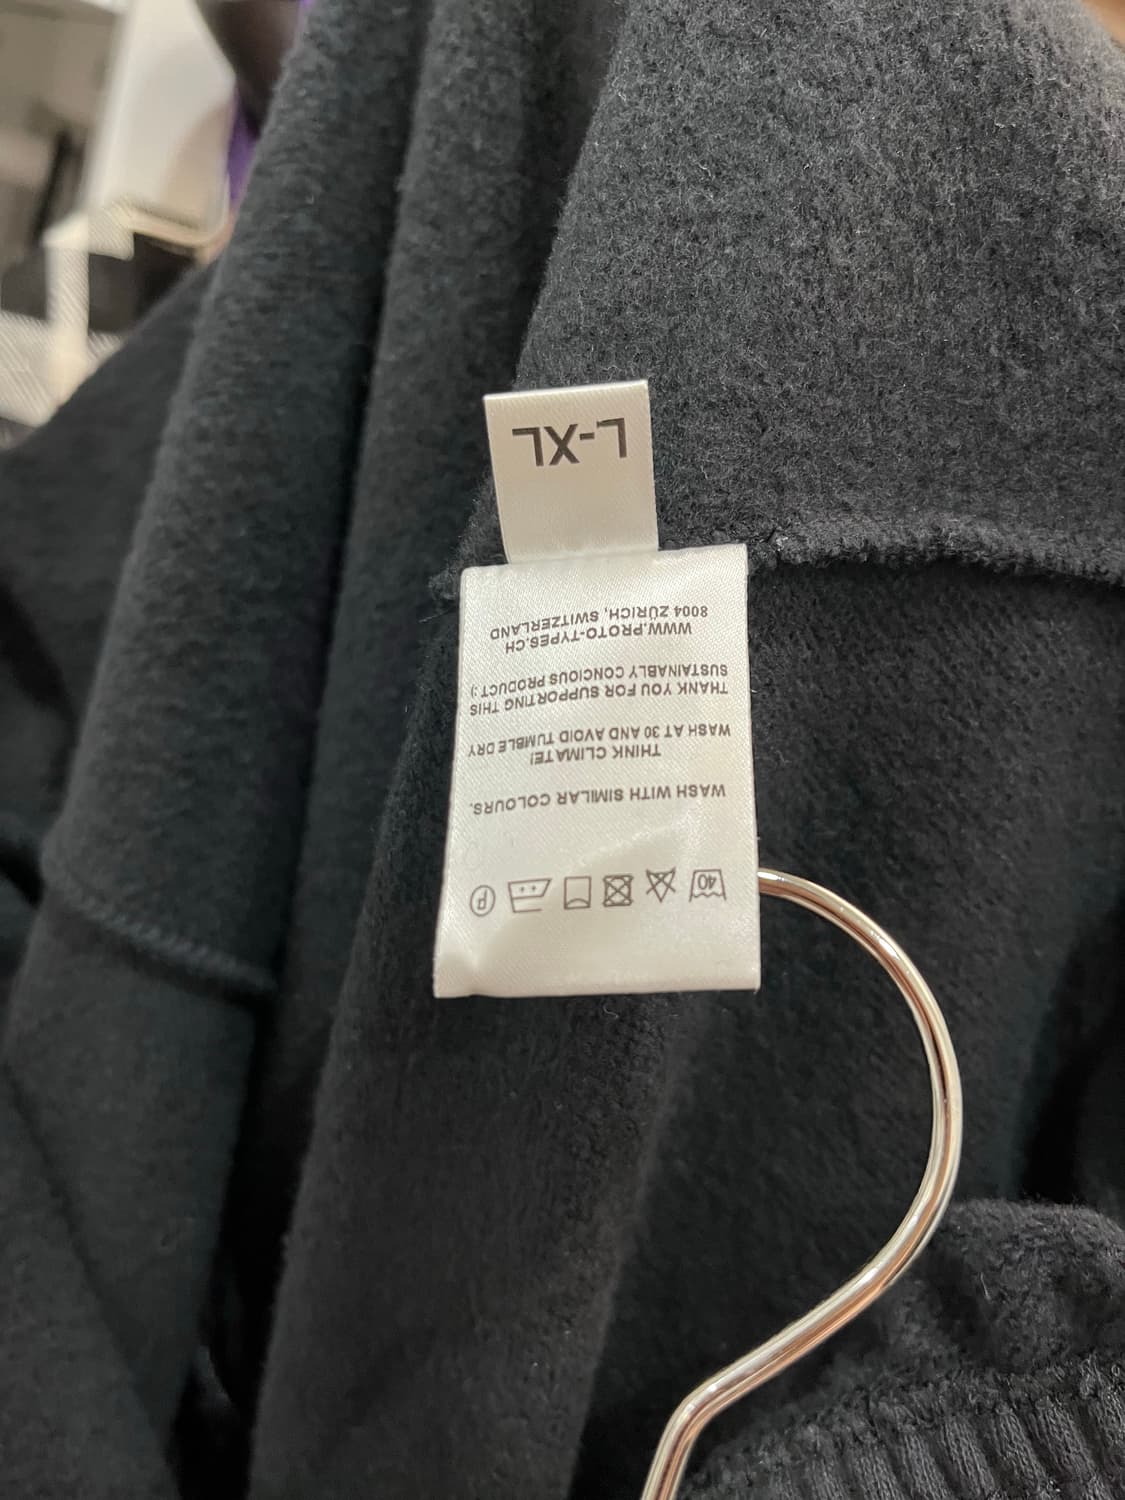 40 P
WASH WITH SIMILAR COLOURS.
THINK CLIMATE!
WASH AT 30 AND AVOID TUMBLE DRY
THANK YOU FOR SUPPORTING THIS
SUSTAINABLY CONCIOUS PRODUCT :)
WWW.PROTO-TYPES.CH
8004 ZÜRICH, SWITZERLAND
L-XL